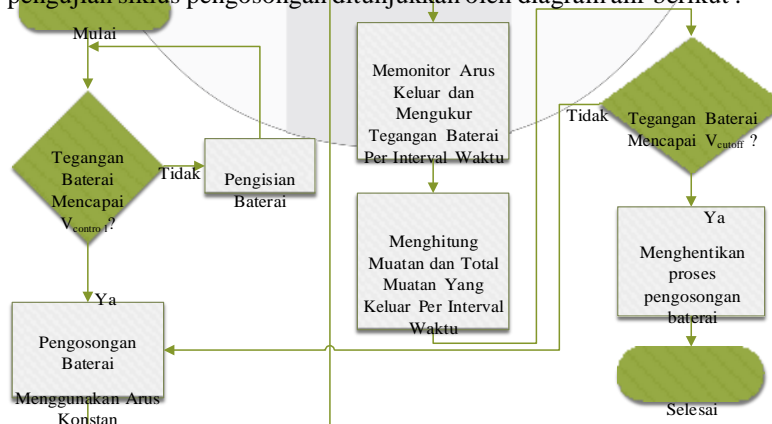 pengujian siklus pengosongan ditunjukkan oleh diagram alir berikut :
Mulai
Tegangan
Baterai
Mencapai
Vcontrol?
Tidak
Pengisian
Baterai
Ya
Pengosongan
Baterai
Menggunakan Arus
Konstan
Memonitor Arus
Keluar dan
Mengukur
Tegangan Baterai
Per Interval Waktu
Menghitung
Muatan dan Total
Muatan Yang
Keluar Per Interval
Waktu
Tegangan Baterai
Mencapai Vcutoff ?
Tidak
Ya
Menghentikan
proses
pengosongan
baterai
Selesai